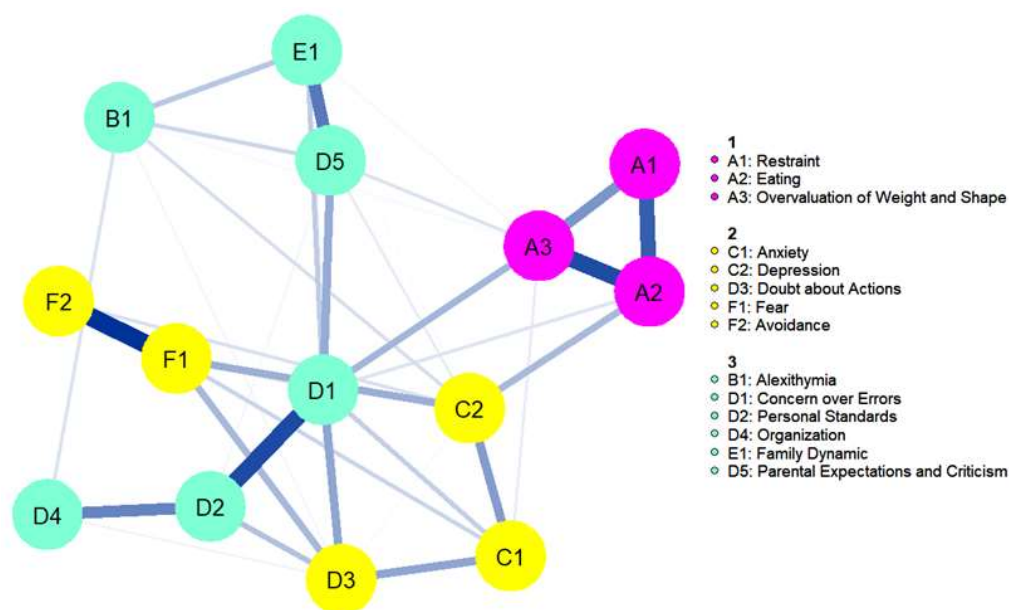 E1
B1
D5
A1
A3
A2
F2
F1
D1
C2
D4
D2
D3
C1
1
A1: Restraint
A2: Eating
A3: Overvaluation of Weight and Shape
2
C1: Anxiety
C2: Depression
D3: Doubt about Actions
F1: Fear
F2: Avoidance
3
B1: Alexithymia
D1: Concern over Errors
D2: Personal Standards
D4: Organization
E1: Family Dynamic
D5: Parental Expectations and Criticism